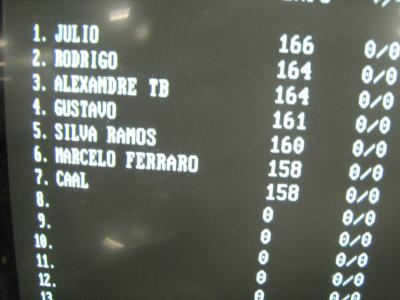 1. JULIO 166 0/0
2. RODRIGO 164 0/0
3. ALEXANDRE TB 164 0/0
4. GUSTAVO 161 0/0
5. SILVA RAMOS 160 0/0
6. MARCELO FERRARO 158 0/0
7. CAAL 158 0/0
8. 0 0/0
9. 0 0/0
10. 0 0/0
11. 0 0/0
12. 0 0/0
13